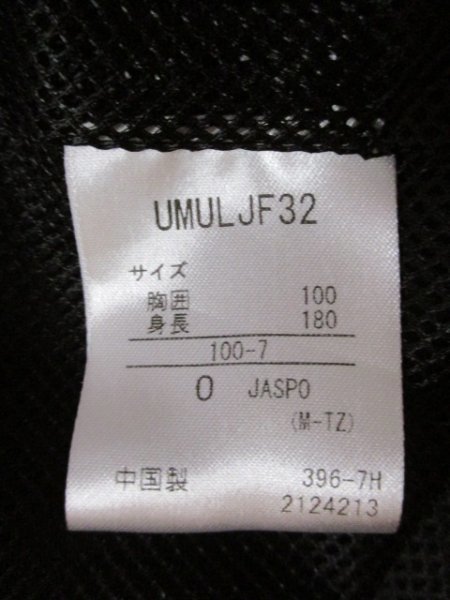 UMULJF32
サイズ
胸囲 100
身長 180
100-7
O JASPO
(M-TZ)
中国製 396-7H
2124213